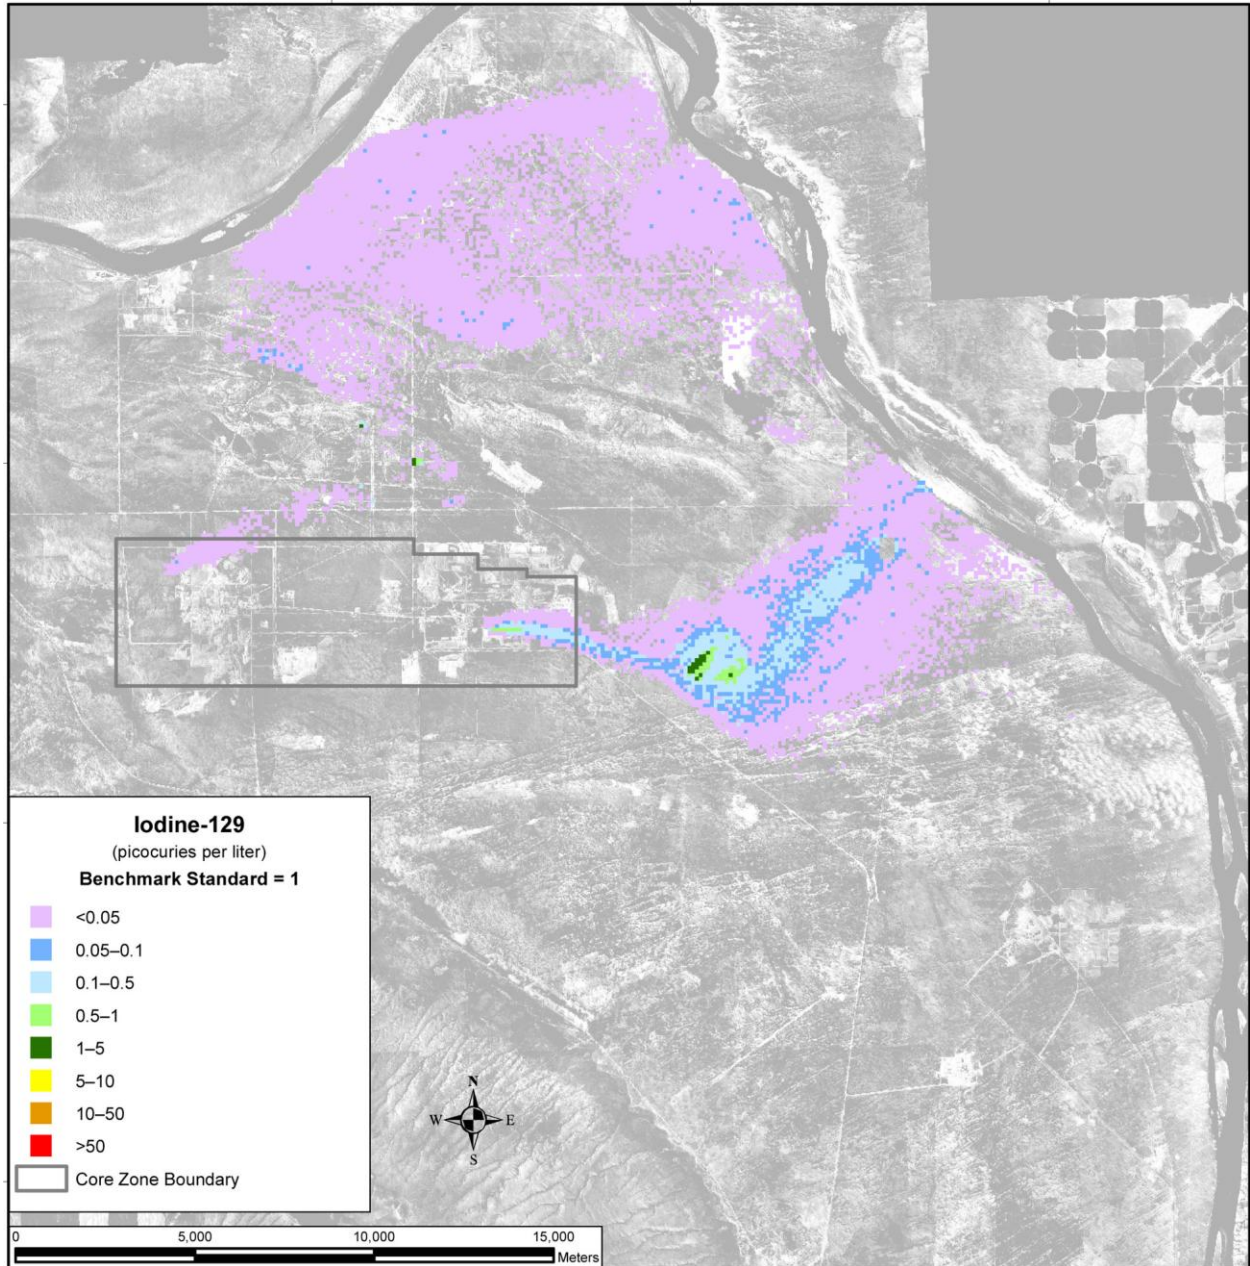 Iodine-129
(picocuries per liter)
Benchmark Standard = 1
<0.05
0.05–0.1
0.1–0.5
0.5–1
1–5
5–10
10–50
>50
Core Zone Boundary
N
W E
S
0 5,000 10,000 15,000
Meters